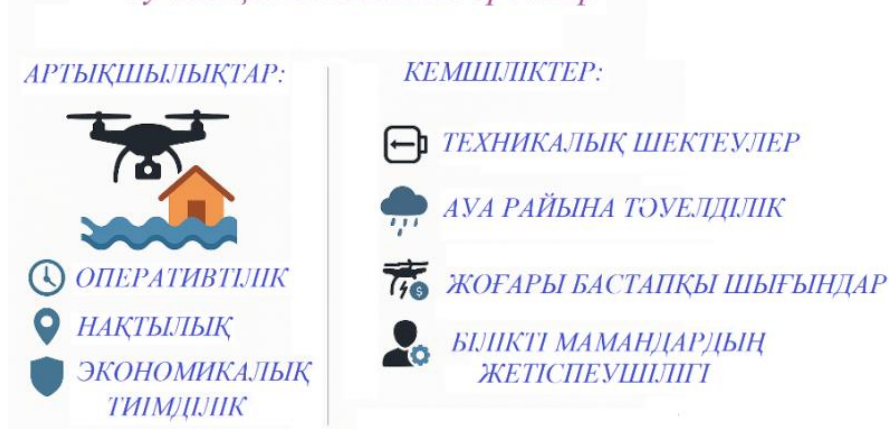 АРТЫҚШЫЛЫҚТАР:
ОПЕРАТИВТІЛІК
НАҚТЫЛЫҚ
ЭКОНОМИКАЛЫҚ
ТИІМДІЛІК
КЕМШІЛІКТЕР:
ТЕХНИКАЛЫҚ ШЕКТЕУЛЕР
АУА РАЙЫНА ТӘУЕЛДІЛІК
ЖОҒАРЫ БАСТАПҚЫ ШЫҒЫНДАР
БІЛІКТІ МАМАНДАРДЫҢ
ЖЕТІСПЕУШІЛІГІ